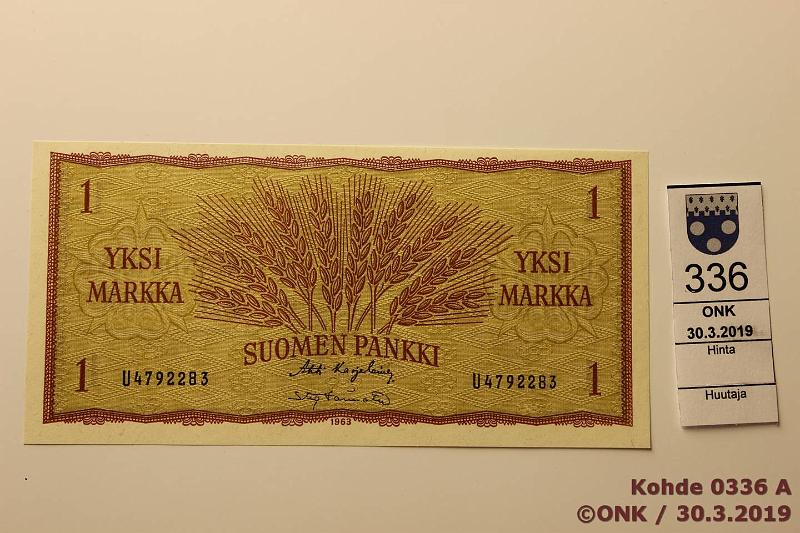 1
1
YKSI
MARKKA
YKSI
MARKKA
SUOMEN PANKKI
1
U4792283
U4792283
1
1963
336
ONK
30.3.2019
Hinta
Huutaja
Kohde 0336 A
©ONK / 30.3.2019